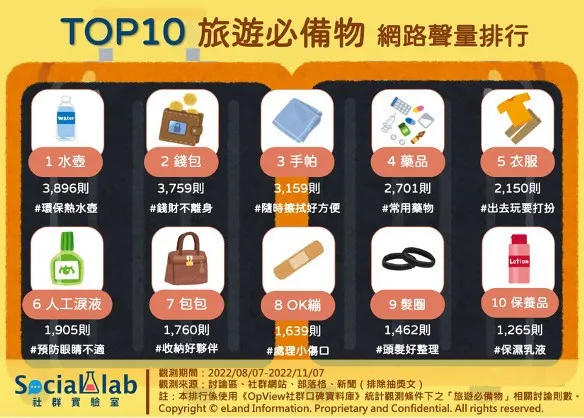 TOP10 旅遊必備物 網路聲量排行
Water
1 水壺
3,896則
#環保熱水壺
2 錢包
3,759則
#錢財不離身
3 手帕
3,159則
#隨時擦拭好方便
4 藥品
2,701則
#常用藥物
5 衣服
2,150則
#出去玩要打扮
6 人工淚液
1,905則
#預防眼睛不適
7 包包
1,760則
#收納好夥伴
8 OK繃
1,639則
#處理小傷口
9 髮圈
1,462則
#頭髮好整理
Lotion
10 保養品
1,265則
#保濕乳液
Social lab
社群實驗室
觀測期間：2022/08/07-2022/11/07
觀測來源：討論區、社群網站、部落格、新聞（排除抽獎文）
註：本排行係使用《OpView社群口碑資料庫》統計觀測條件下之「旅遊必備物」相關討論則數。
Copyright © eLand Information. Proprietary and Confidential. All rights reserved.